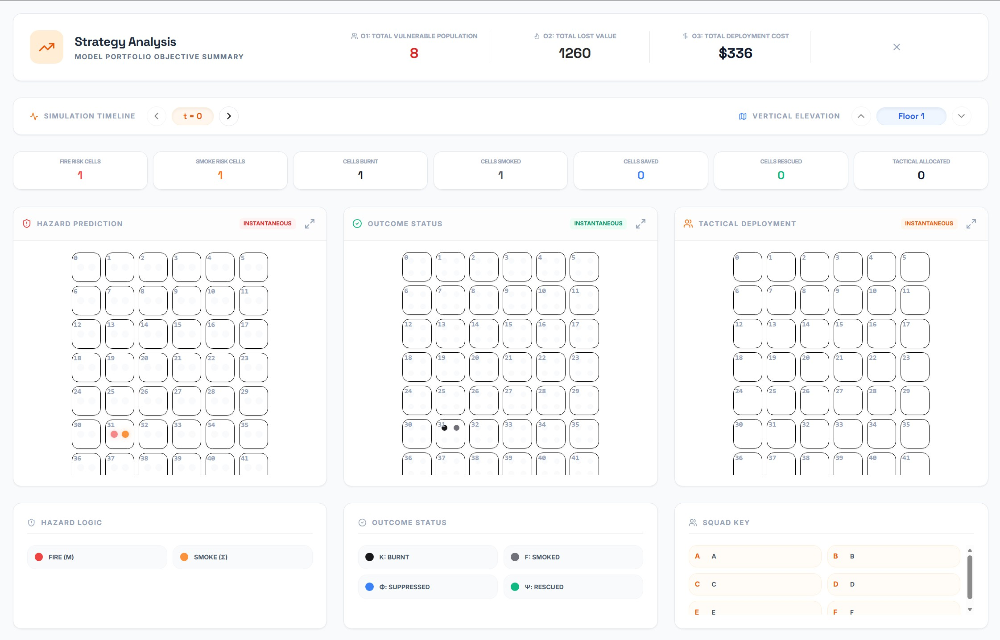 Strategy Analysis
MODEL PORTFOLIO OBJECTIVE SUMMARY
O1: TOTAL VULNERABLE POPULATION
8
O2: TOTAL LOST VALUE
1260
O3: TOTAL DEPLOYMENT COST
$336
SIMULATION TIMELINE
t = 0
VERTICAL ELEVATION
Floor 1
FIRE RISK CELLS
1
SMOKE RISK CELLS
1
CELLS BURNT
1
CELLS SMOKED
1
CELLS SAVED
0
CELLS RESCUED
0
TACTICAL ALLOCATED
0
HAZARD PREDICTION
INSTANTANEOUS
0 1 2 3 4 5
6 7 8 9 10 11
12 13 14 15 16 17
18 19 20 21 22 23
24 25 26 27 28 29
30 31 32 33 34 35
36 37 38 39 40 41
OUTCOME STATUS
INSTANTANEOUS
0 1 2 3 4 5
6 7 8 9 10 11
12 13 14 15 16 17
18 19 20 21 22 23
24 25 26 27 28 29
30 31 32 33 34 35
36 37 38 39 40 41
TACTICAL DEPLOYMENT
INSTANTANEOUS
0 1 2 3 4 5
6 7 8 9 10 11
12 13 14 15 16 17
18 19 20 21 22 23
24 25 26 27 28 29
30 31 32 33 34 35
36 37 38 39 40 41
HAZARD LOGIC
FIRE (M)
SMOKE (Σ)
OUTCOME STATUS
K: BURNT
F: SMOKED
Φ: SUPPRESSED
Ψ: RESCUED
SQUAD KEY
A A
B B
C C
D D
E E
F F